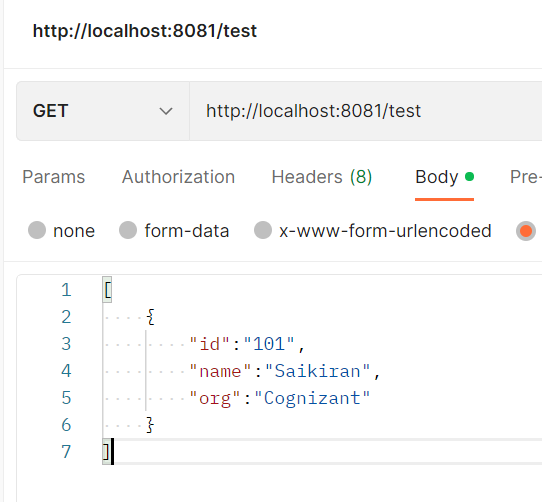 http://localhost:8081/test
GET http://localhost:8081/test
Params Authorization Headers (8) Body Pre-
none form-data x-www-form-urlencoded
1 [
2 {
3 "id":"101",
4 "name":"Saikiran",
5 "org":"Cognizant"
6 }
7 ]